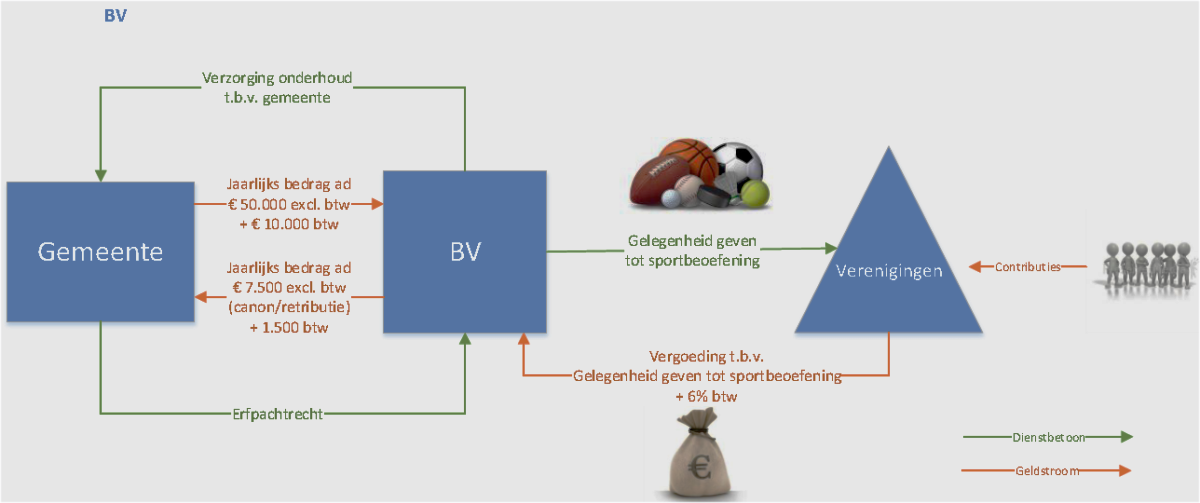 BV
Verzorging onderhoud
t.b.v. gemeente
Jaarlijks bedrag ad
€ 50.000 excl. btw
+ € 10.000 btw
Gemeente
BV
Jaarlijks bedrag ad
€ 7.500 excl. btw
(canon/retributie)
+ 1.500 btw
Erfpachtrecht
Gelegenheid geven
tot sportbeoefening
Verenigingen
Contributies
Vergoeding t.b.v.
Gelegenheid geven tot sportbeoefening
+ 6% btw
€
Dienstbetoon
Geldstroom